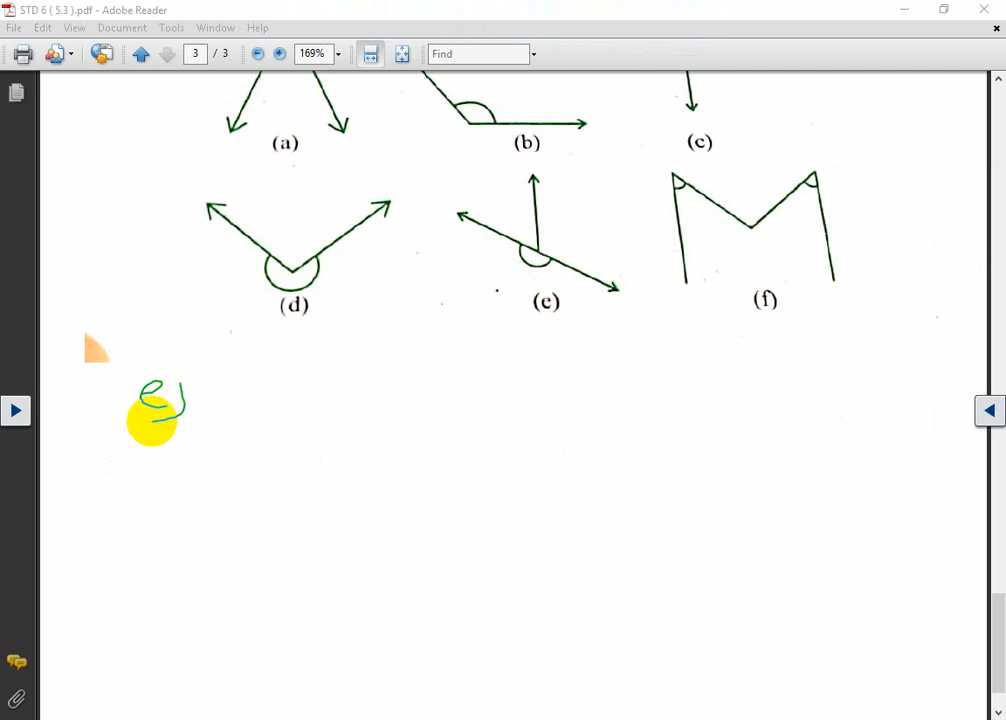 STD 6 ( 5.3 ).pdf - Adobe Reader
File Edit View Document Tools Window Help
3 / 3 169% Find
(a) (b) (c)
(d) (e) (f)
e)